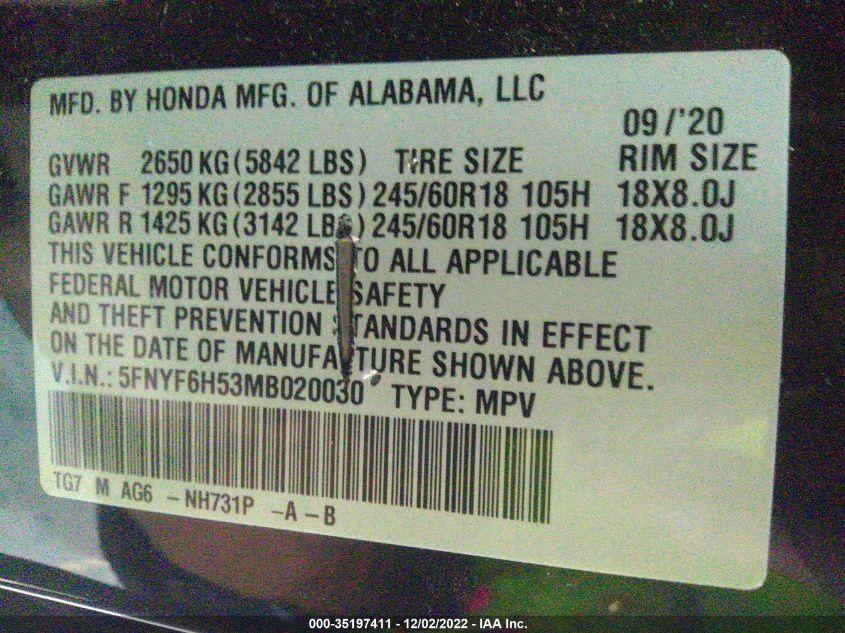 MFD. BY HONDA MFG. OF ALABAMA, LLC
09/'20
GVWR 2650 KG (5842 LBS) TIRE SIZE RIM SIZE
GAWR F 1295 KG (2855 LBS) 245/60R18 105H 18X8.0J
GAWR R 1425 KG (3142 LBS) 245/60R18 105H 18X8.0J
THIS VEHICLE CONFORMS TO ALL APPLICABLE
FEDERAL MOTOR VEHICLE SAFETY
AND THEFT PREVENTION STANDARDS IN EFFECT
ON THE DATE OF MANUFACTURE SHOWN ABOVE.
V.I.N.: 5FNYF6H53MB020030 TYPE: MPV
TG7 M AG6 -NH731P -A-B
000-35197411 - 12/02/2022 - IAA Inc.